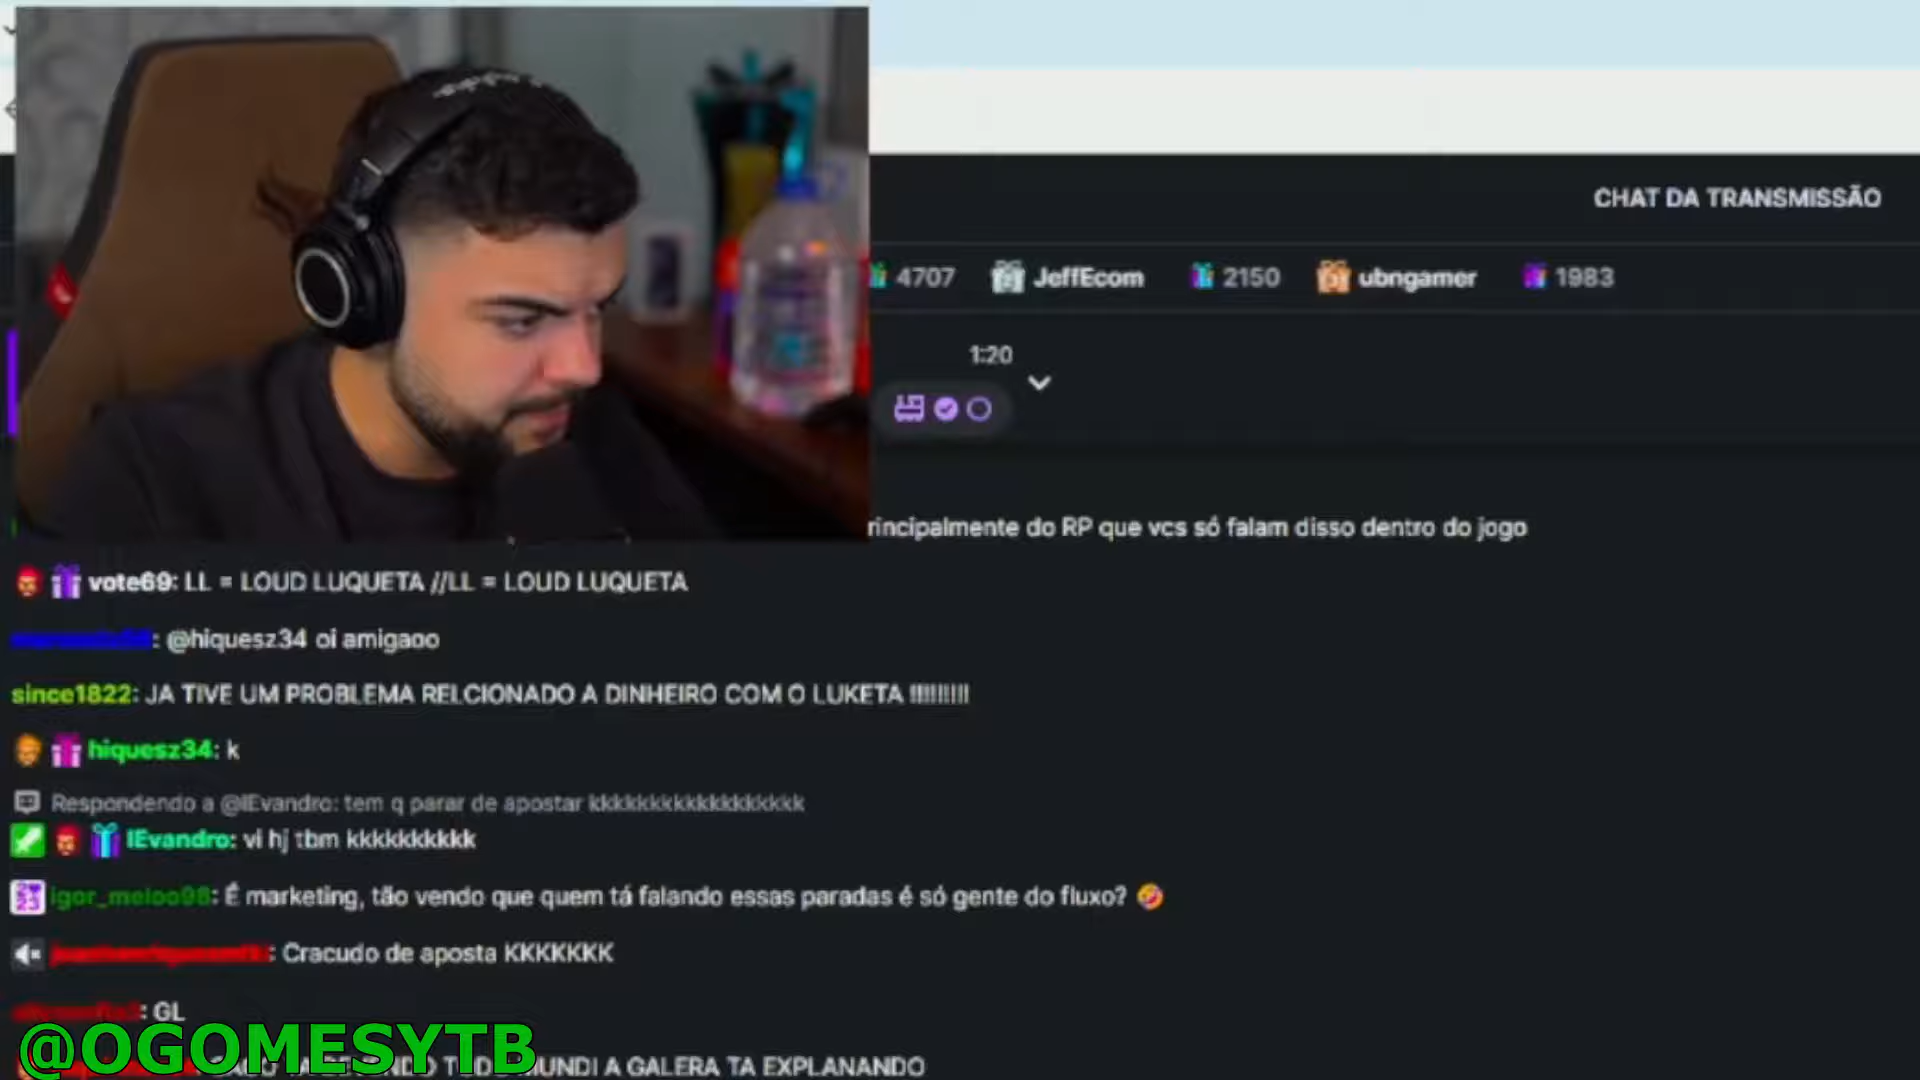 CHAT DA TRANSMISSÃO
4707 JeffEcom 2150 ubngamer 1983
1:20
rincipalmente do RP que vcs só falam disso dentro do jogo
vote69: LL = LOUD LUQUETA //LL = LOUD LUQUETA
: @hiquesz34 oi amigaoo
since1822: JA TIVE UM PROBLEMA RELCIONADO A DINHEIRO COM O LUKETA !!!!!!!!!!
hiquesz34: k
Respondendo a @lEvandro: tem q parar de apostar kkkkkkkkkkkkkkkkkk
lEvandro: vi hj tbm kkkkkkkkkk
igor_meloo98: É marketing, tão vendo que quem tá falando essas paradas é só gente do fluxo? 🤣
: Cracudo de aposta KKKKKKK
: GL
@OGOMESYTB
MUNDI A GALERA TA EXPLANANDO